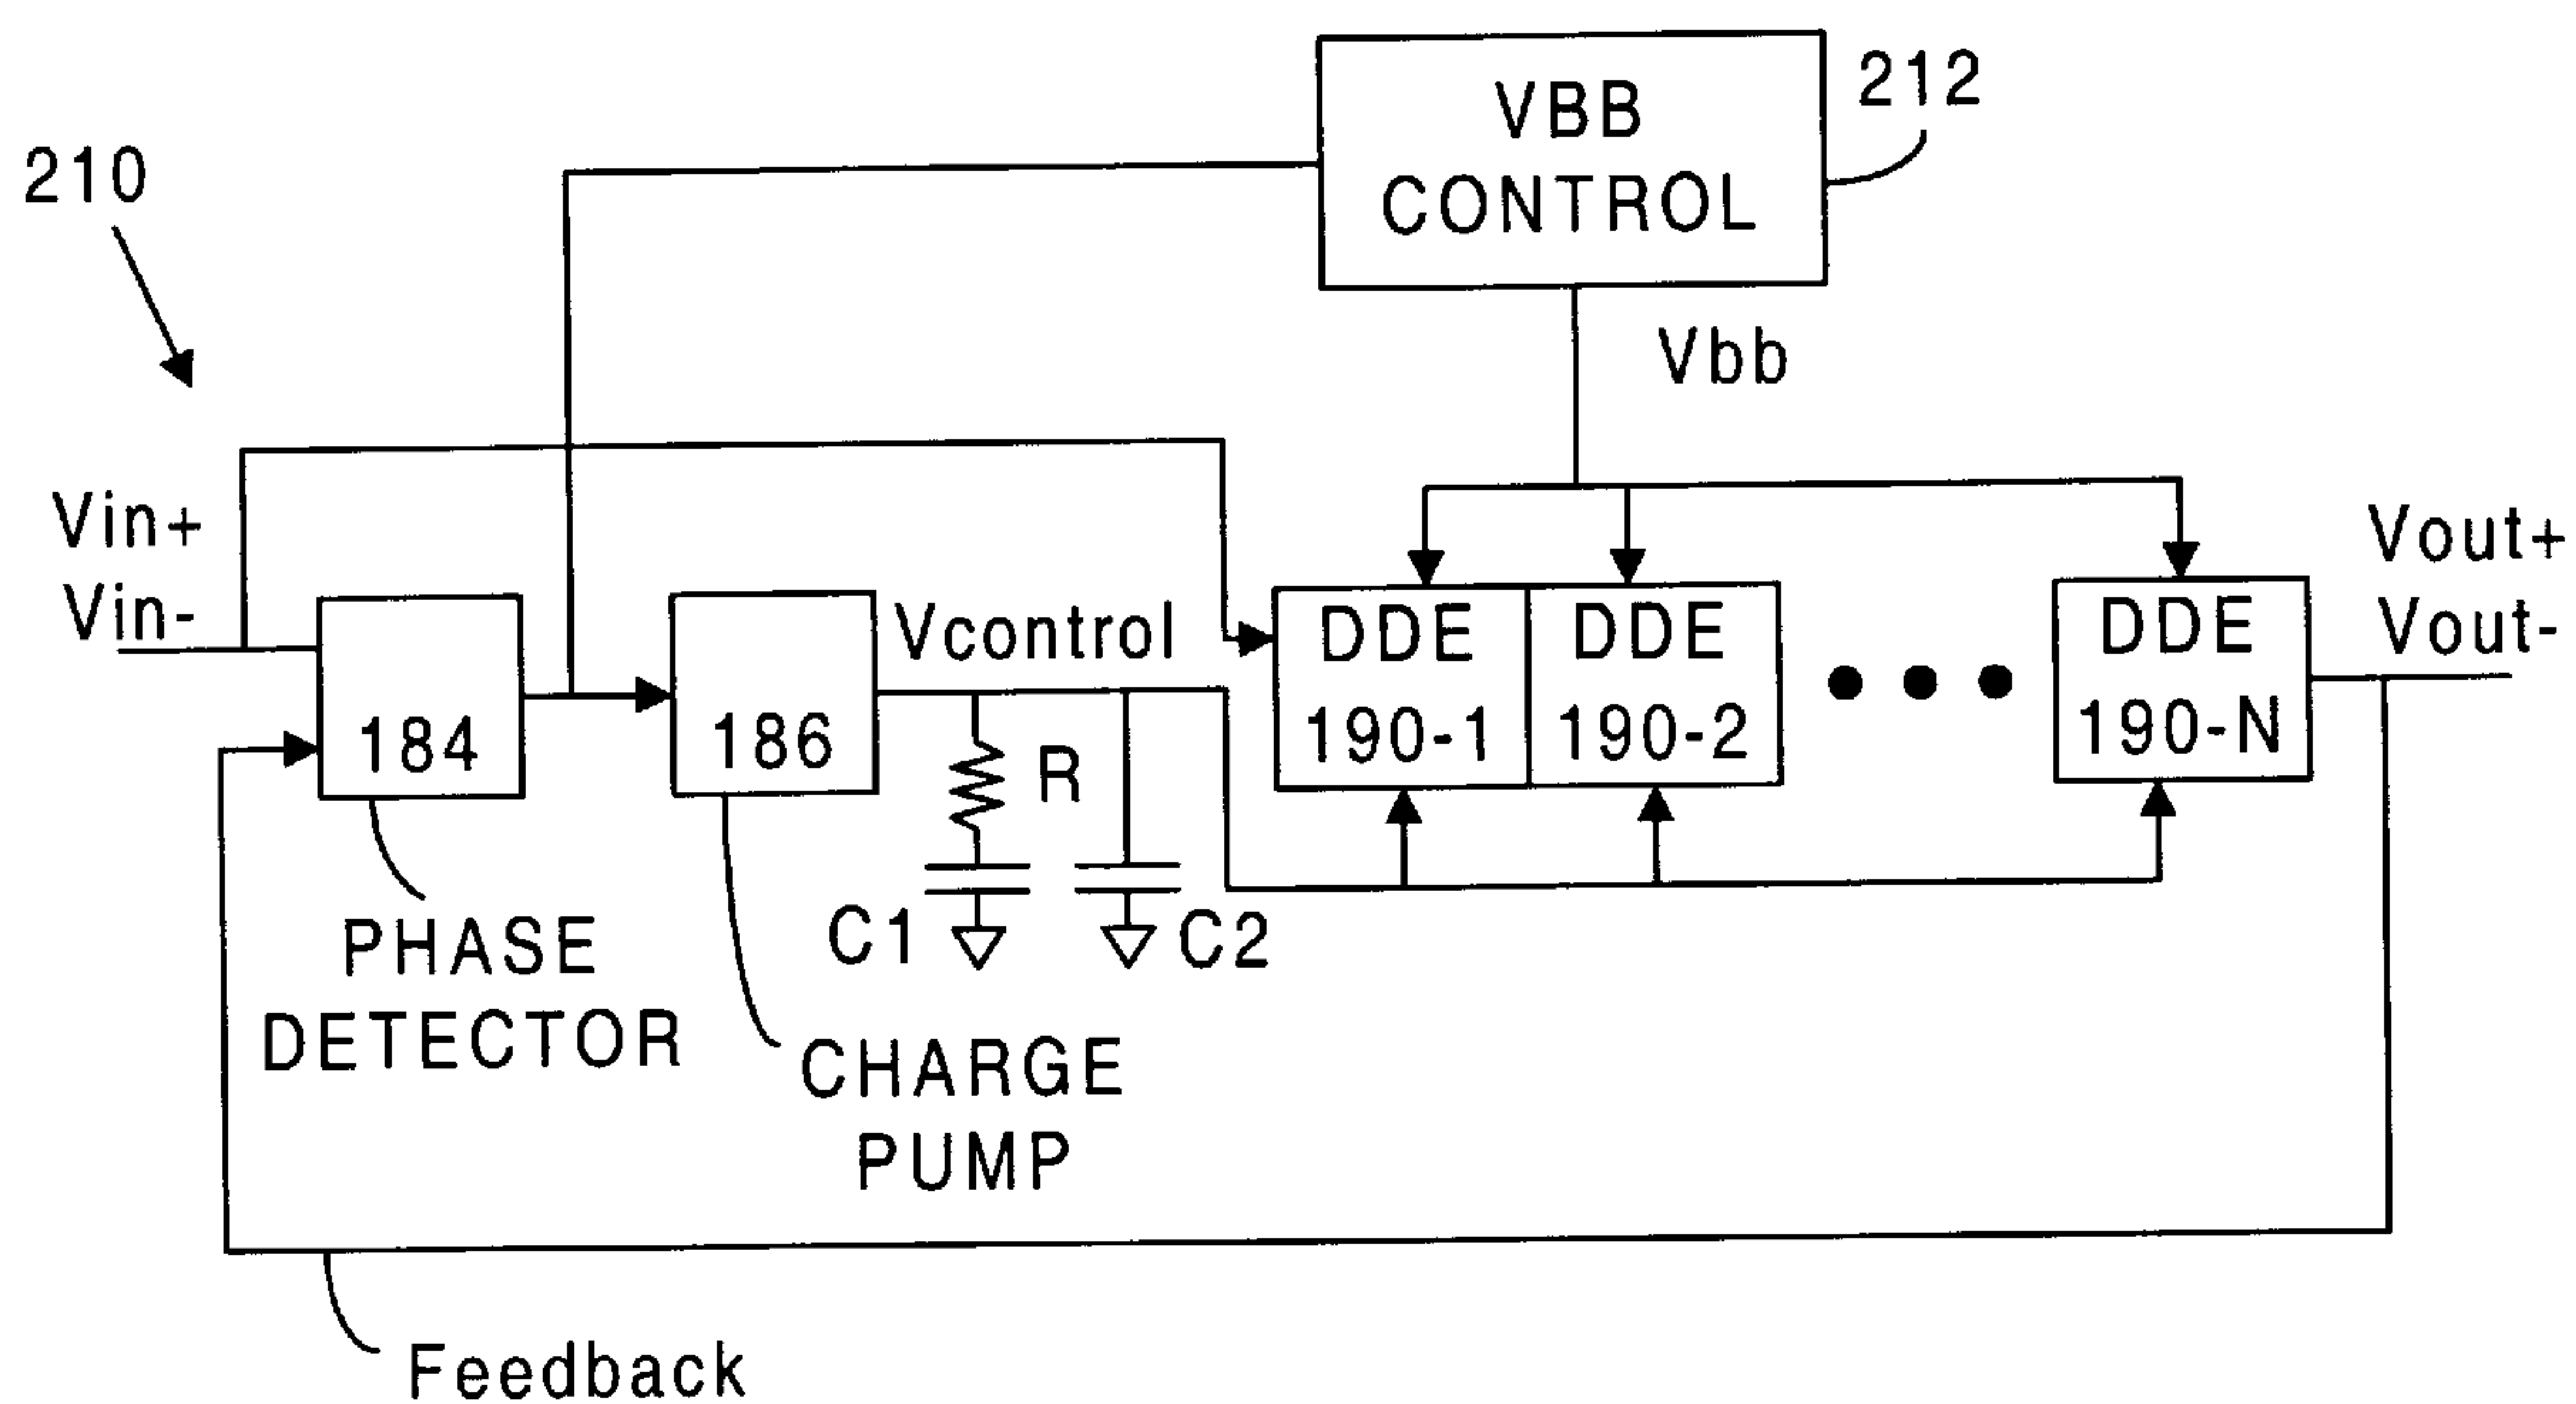 VBB
CONTROL
212
210
Vbb
Vin+
Vin-
Vout+
Vout-
Vcontrol
184
186
R
C1
C2
DDE
190-1
DDE
190-2
DDE
190-N
PHASE
DETECTOR
CHARGE
PUMP
Feedback